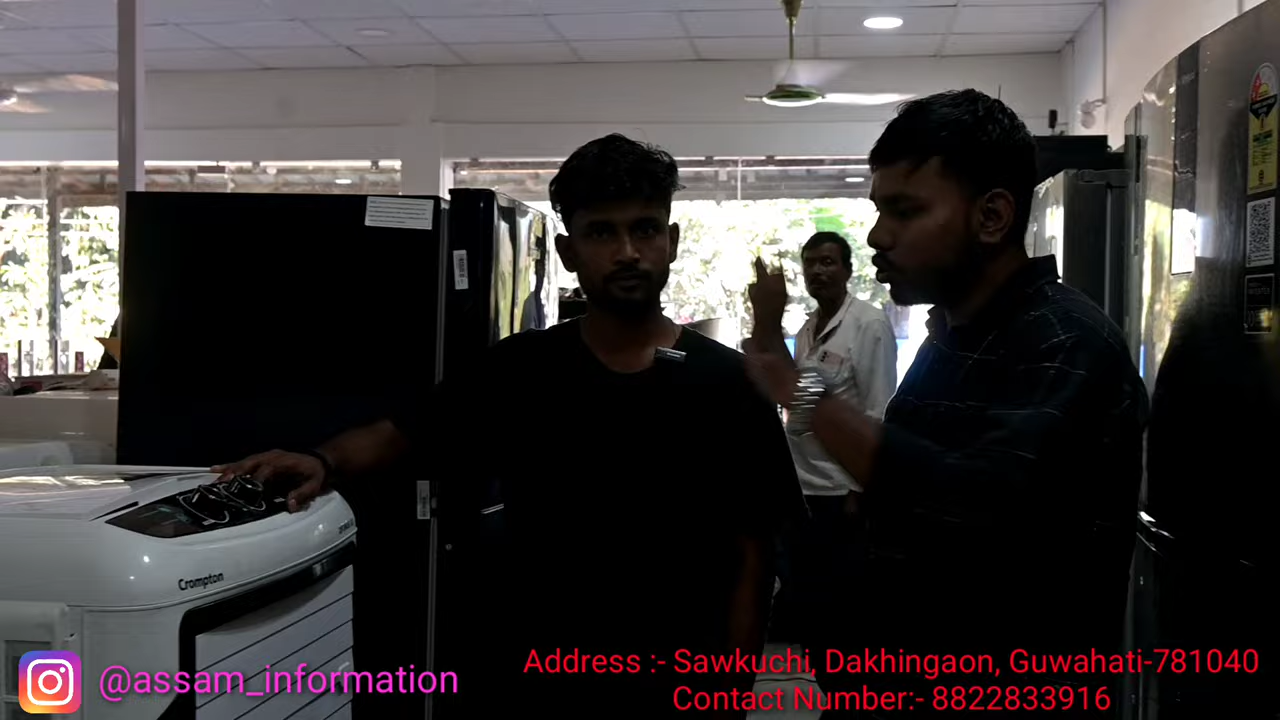 Crompton
@assam_information
Address :- Sawkuchi, Dakhingaon, Guwahati-781040
Contact Number:- 8822833916